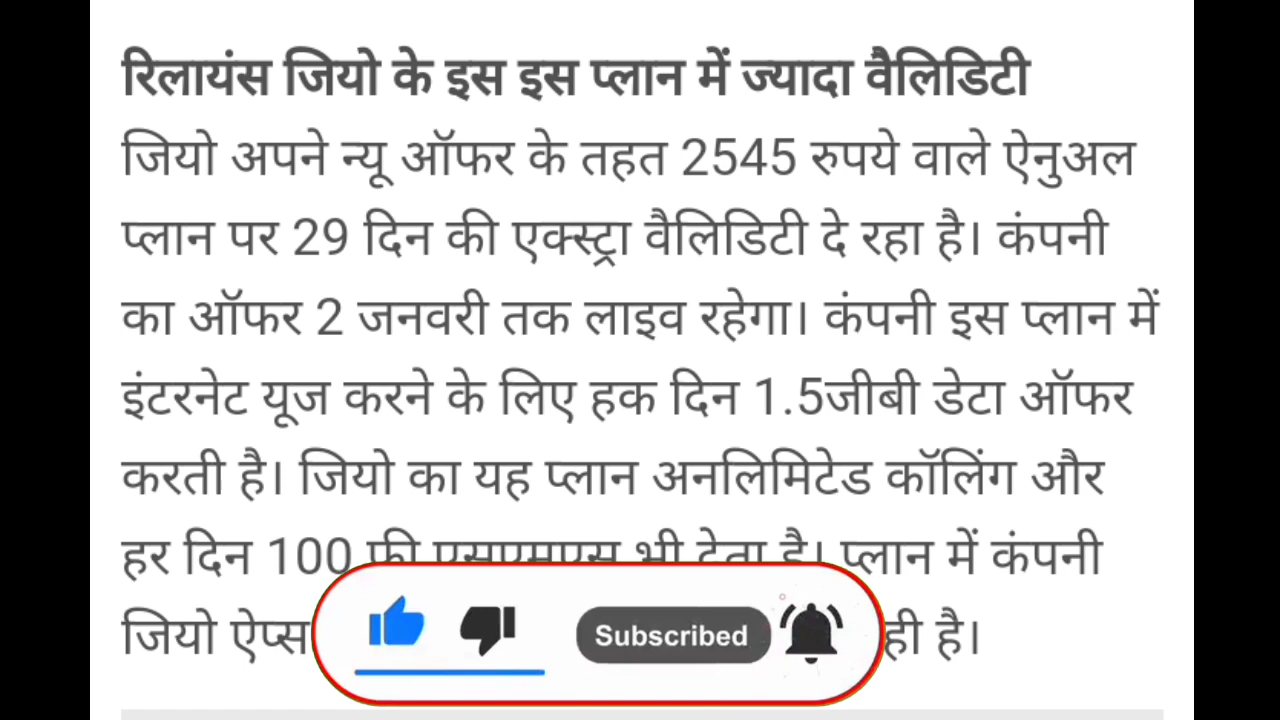 रिलायंस जियो के इस इस प्लान में ज्यादा वैलिडिटी
जियो अपने न्यू ऑफर के तहत 2545 रुपये वाले ऐनुअल
प्लान पर 29 दिन की एक्स्ट्रा वैलिडिटी दे रहा है। कंपनी
का ऑफर 2 जनवरी तक लाइव रहेगा। कंपनी इस प्लान में
इंटरनेट यूज करने के लिए हक दिन 1.5जीबी डेटा ऑफर
करती है। जियो का यह प्लान अनलिमिटेड कॉलिंग और
हर दिन 100 फ्री एसएमएस भी देता है। प्लान में कंपनी
जियो ऐप्स ही है।
Subscribed